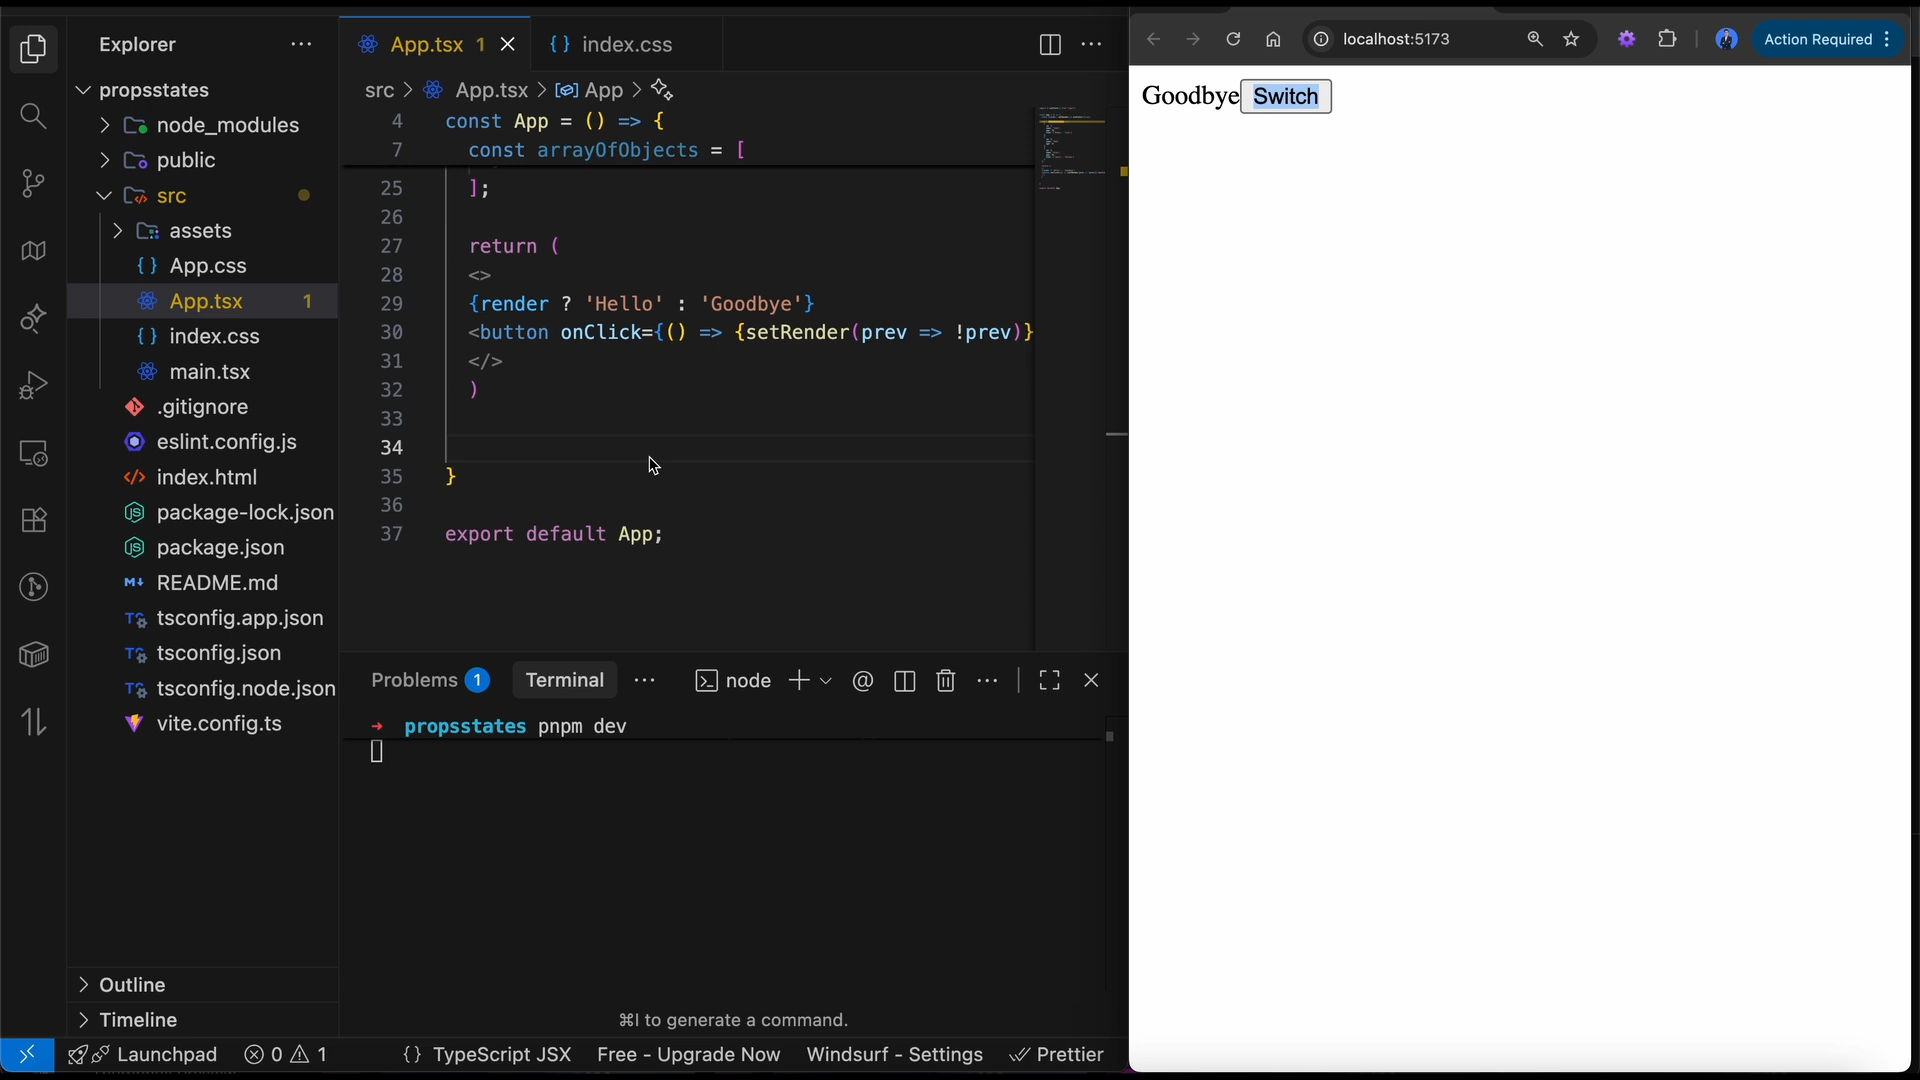 Explorer
propsstates
node_modules
public
src
assets
App.css
App.tsx 1
index.css
main.tsx
.gitignore
eslint.config.js
index.html
package-lock.json
package.json
README.md
tsconfig.app.json
tsconfig.json
tsconfig.node.json
vite.config.ts
Outline
Timeline
App.tsx 1
index.css
src > App.tsx > App >
4 const App = () => {
7 const arrayOfObjects = [
25 ];
26
27 return (
28 <>
29 {render ? 'Hello' : 'Goodbye'}
30 <button onClick={() => {setRender(prev => !prev)}
31 </>
32 )
33
34
35 }
36
37 export default App;
Problems 1 Terminal node
→ propsstates pnpm dev
⌘I to generate a command.
Launchpad 0 1 {} TypeScript JSX Free - Upgrade Now Windsurf - Settings Prettier
localhost:5173 Action Required
Goodbye Switch